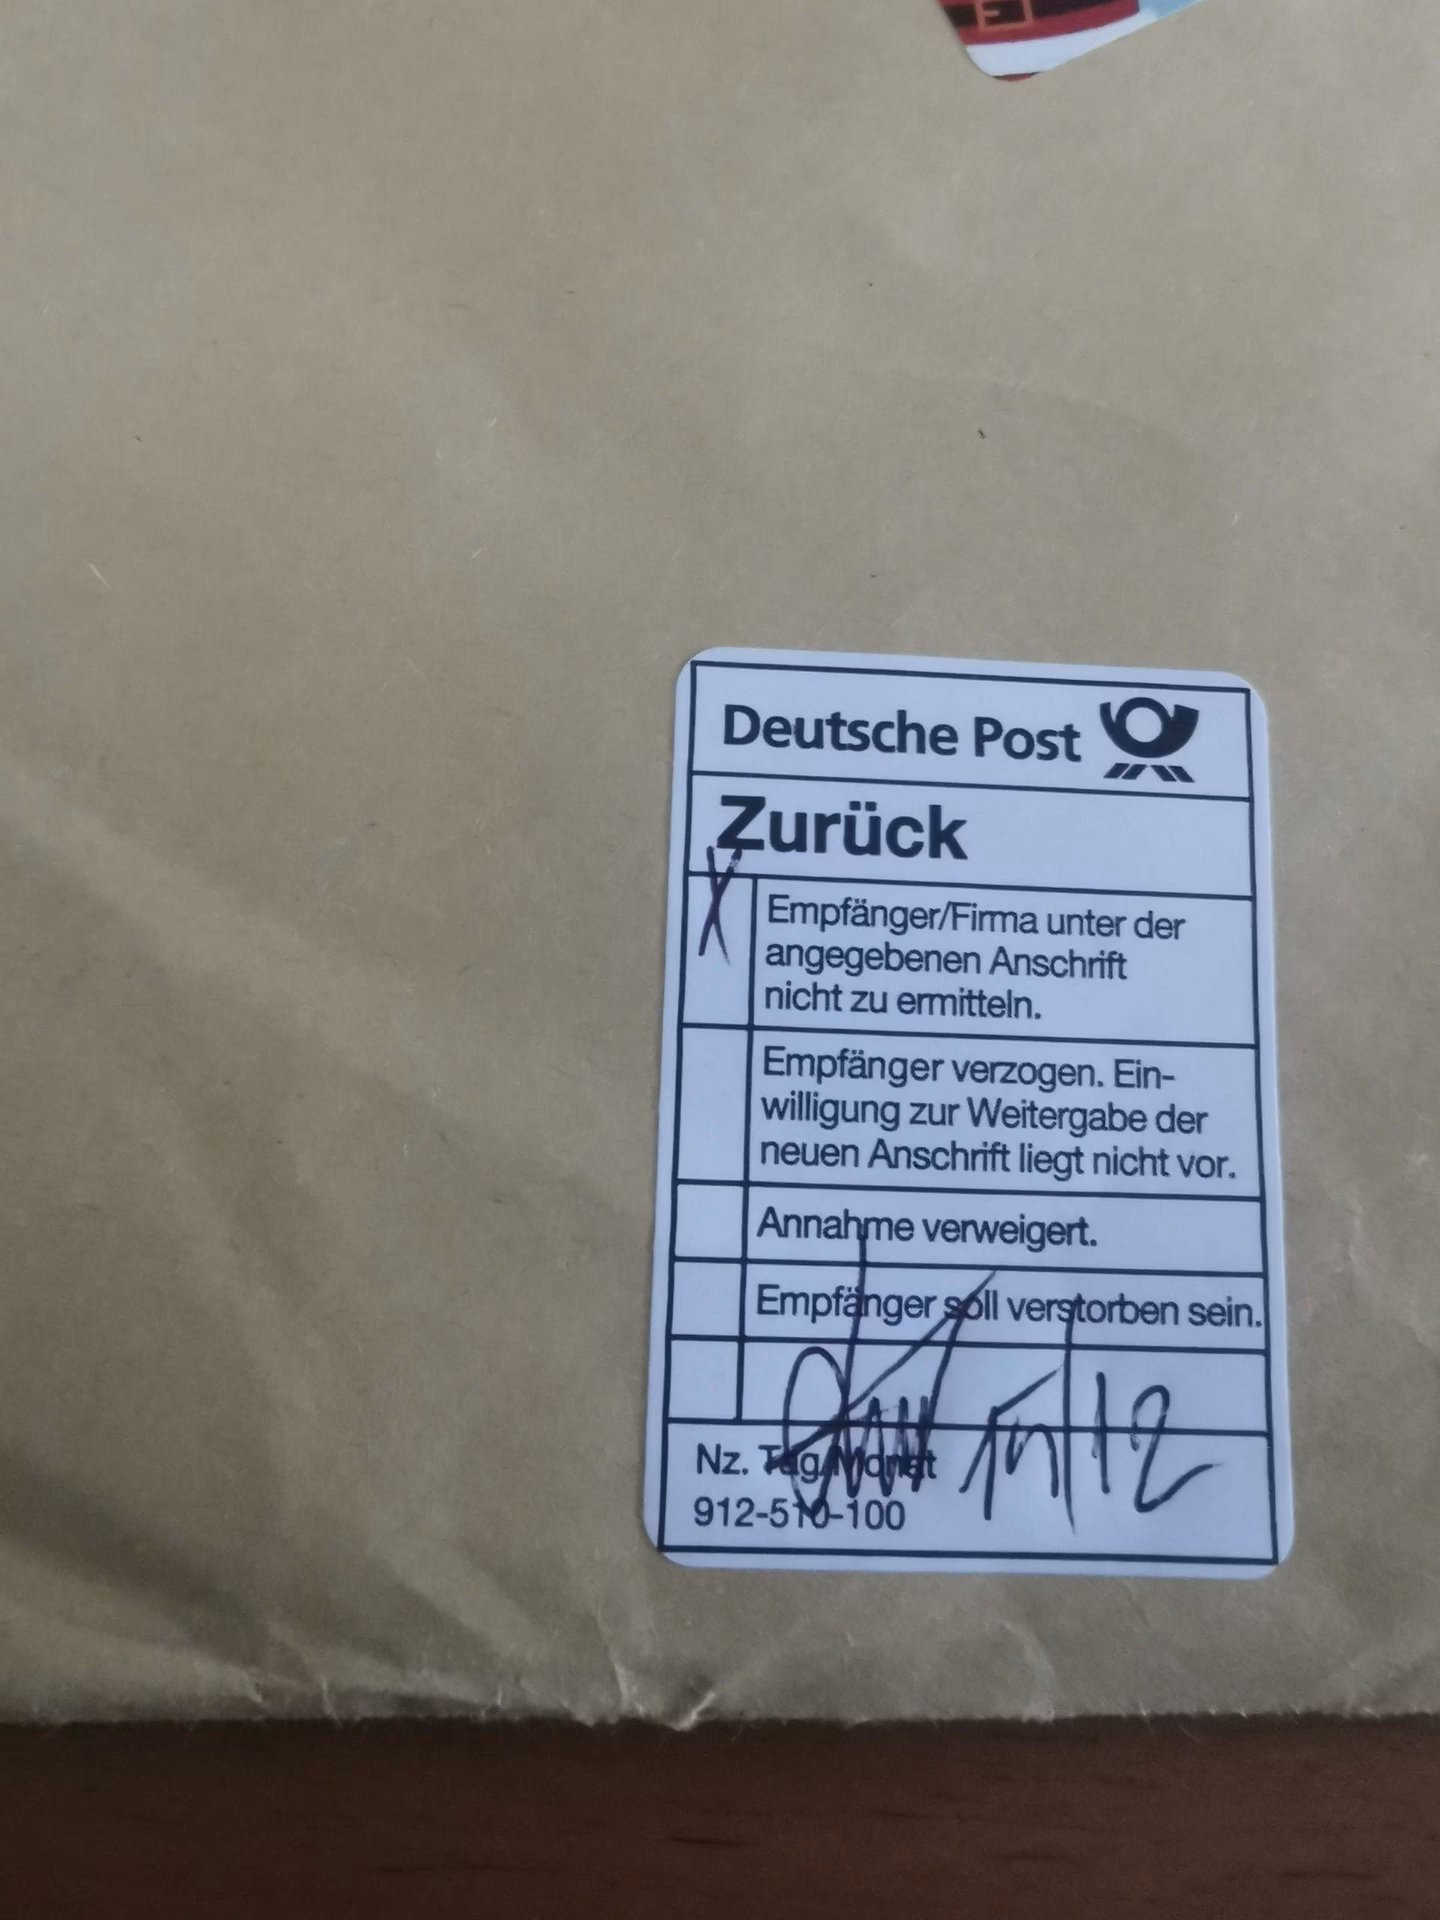 Deutsche Post
Zurück
X
Empfänger/Firma unter der
angegebenen Anschrift
nicht zu ermitteln.
Empfänger verzogen. Ein-
willigung zur Weitergabe der
neuen Anschrift liegt nicht vor.
Annahme verweigert.
Empfänger soll verstorben sein.
Nz. Tag/Monat
912-510-100